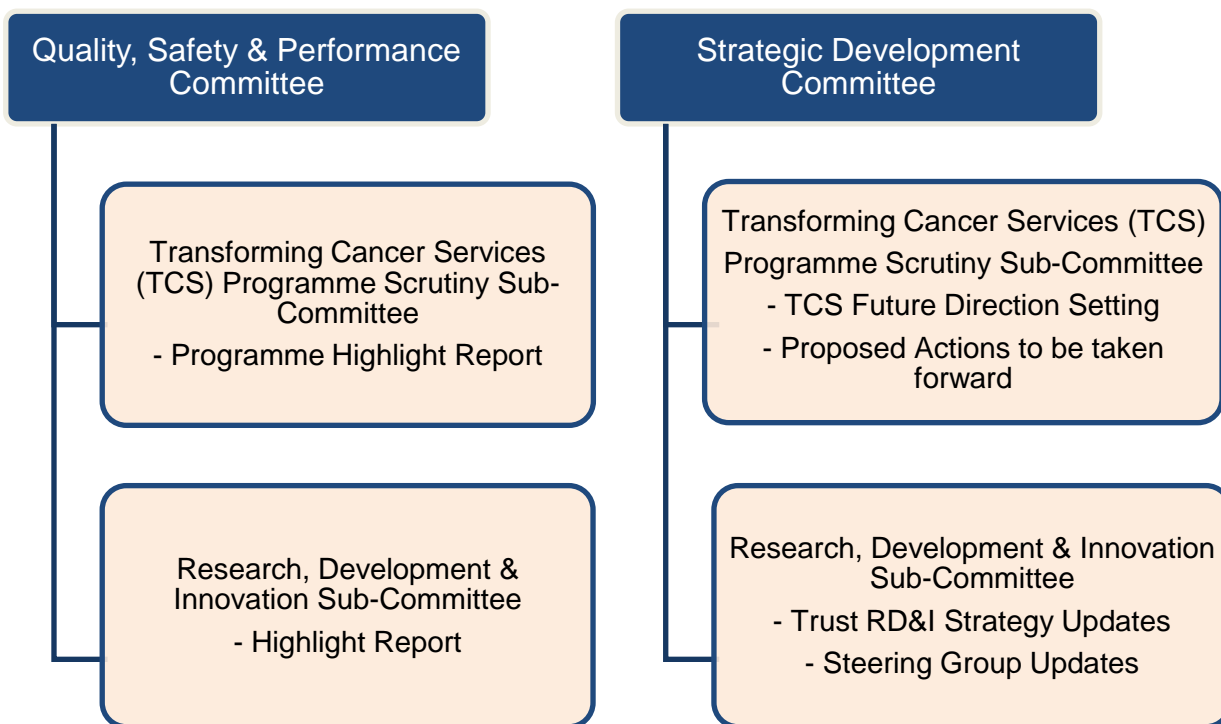 Quality, Safety & Performance
Committee
Transforming Cancer Services
(TCS) Programme Scrutiny Sub-
Committee
- Programme Highlight Report
Research, Development &
Innovation Sub-Committee
- Highlight Report
Strategic Development
Committee
Transforming Cancer Services (TCS)
Programme Scrutiny Sub-Committee
- TCS Future Direction Setting
- Proposed Actions to be taken
forward
Research, Development & Innovation
Sub-Committee
- Trust RD&I Strategy Updates
- Steering Group Updates